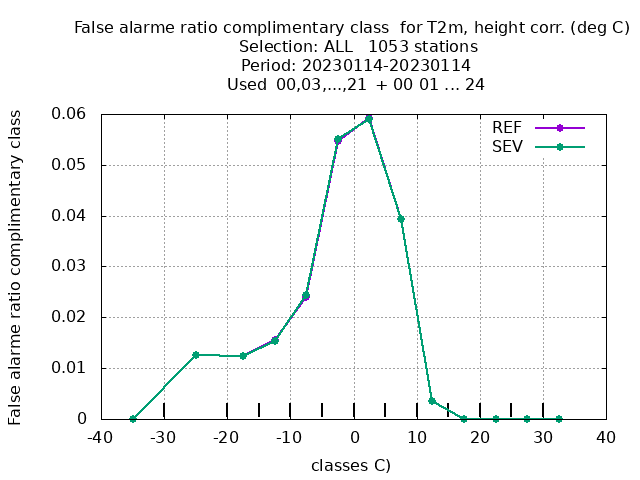 False alarme ratio complimentary class  for T2m, height corr. (deg C)
Selection: ALL   1053 stations
Period: 20230114-20230114
Used  00,03,...,21  + 00 01 ... 24
False alarme ratio complimentary class
0.06
0.05
0.04
0.03
0.02
0.01
0
REF
SEV
-40 -30 -20 -10 0 10 20 30 40
classes C)